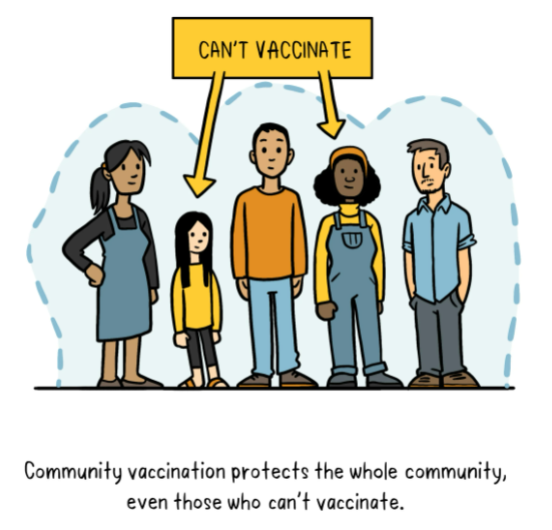 CAN'T VACCINATE
Community vaccination protects the whole community,
even those who can't vaccinate.